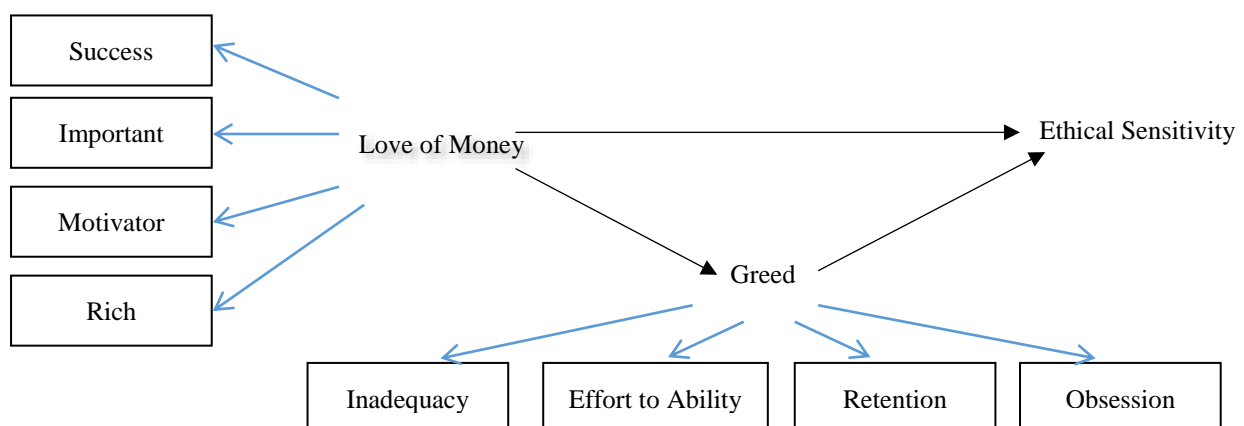 Success
Important
Ethical Sensitivity
Love of Money
Motivator
Greed
Rich
Inadequacy
Effort to Ability
Retention
Obsession